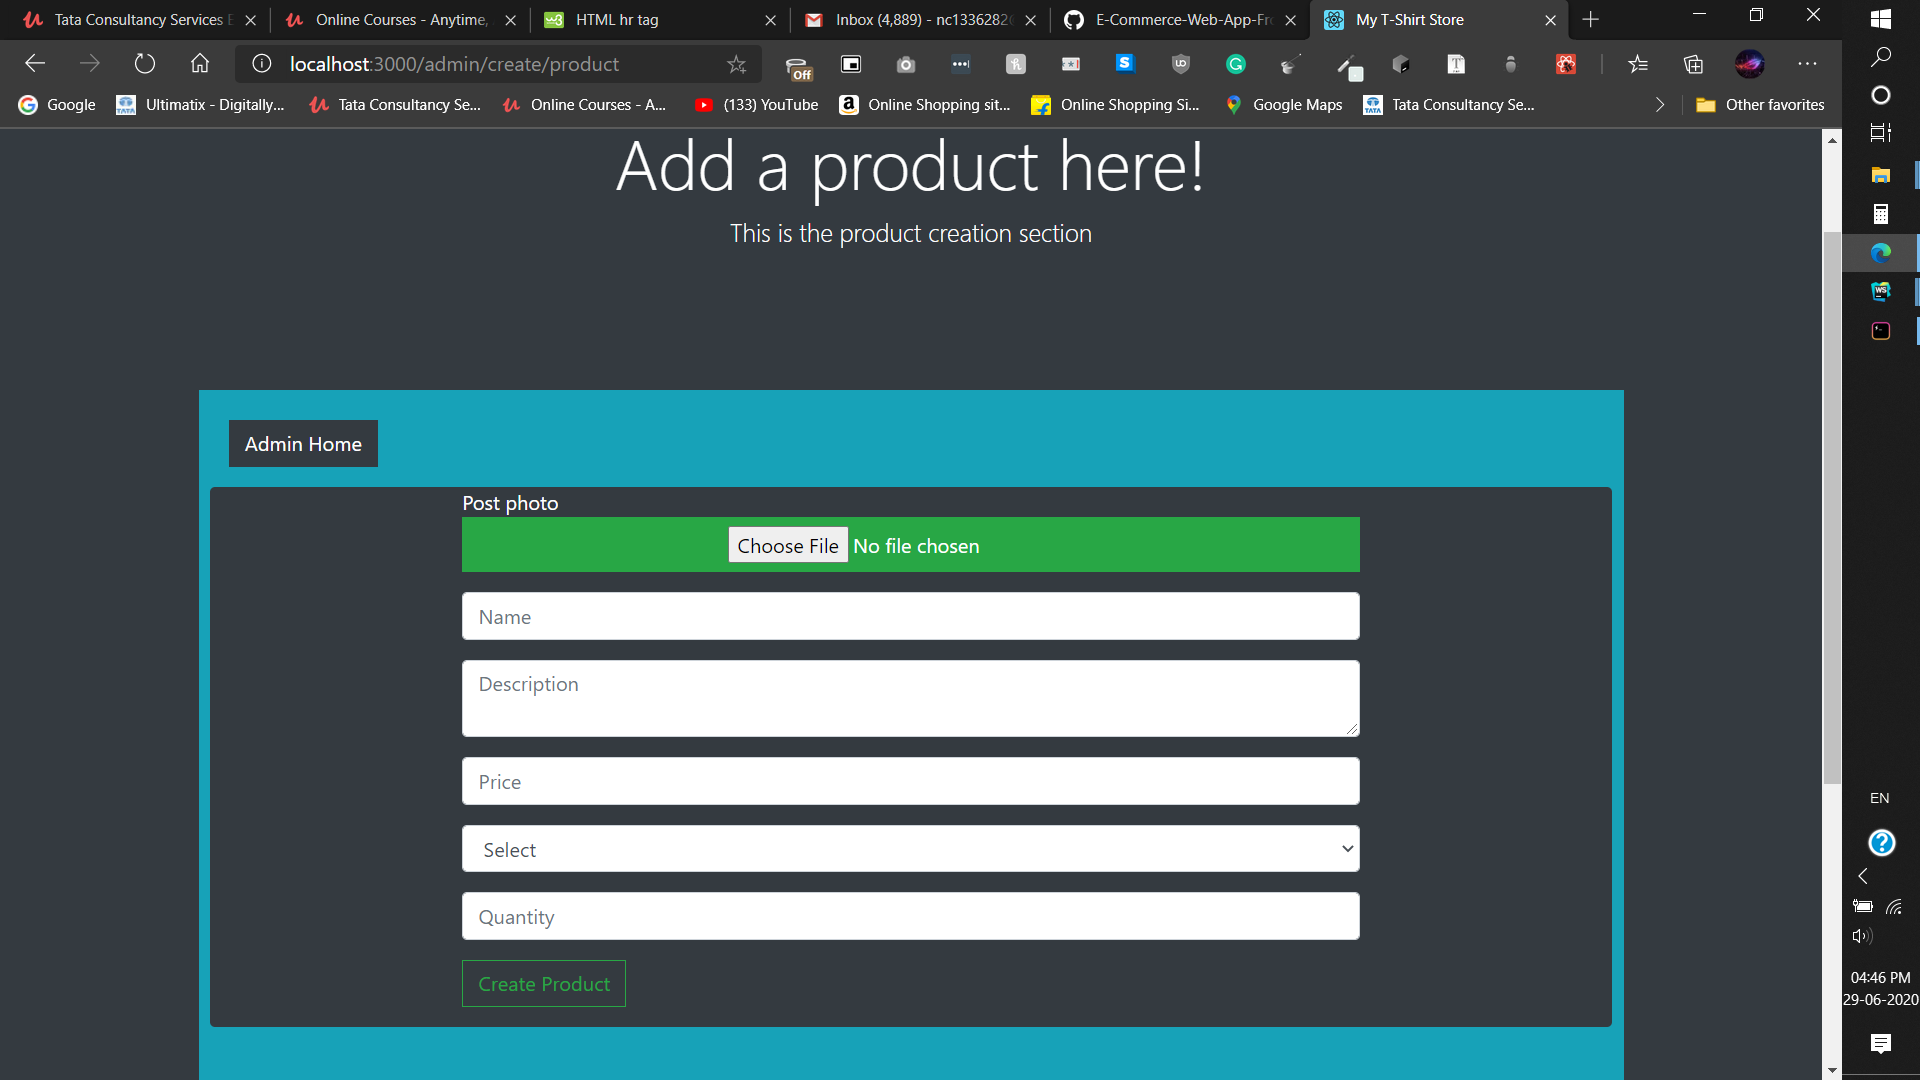 Tata Consultancy Services
Online Courses - Anytime,
HTML hr tag
Inbox (4,889) - nc1336282
E-Commerce-Web-App-Fr
My T-Shirt Store
localhost:3000/admin/create/product
Off
Google
Ultimatix - Digitally...
Tata Consultancy Se...
Online Courses - A...
(133) YouTube
Online Shopping sit...
Online Shopping Si...
Google Maps
Tata Consultancy Se...
Other favorites
Add a product here!
This is the product creation section
Admin Home
Post photo
Choose File No file chosen
Name
Description
Price
Select
Quantity
Create Product
EN
04:46 PM
29-06-2020